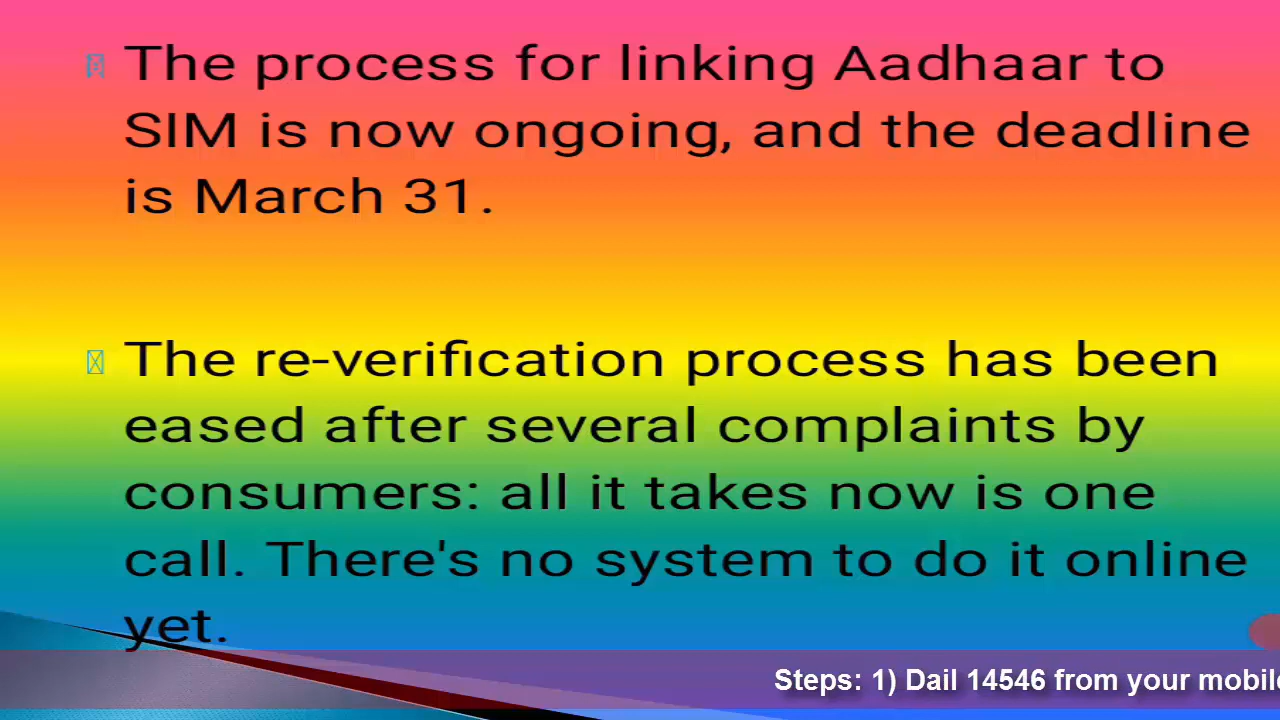 The process for linking Aadhaar to
SIM is now ongoing, and the deadline
is March 31.
The re-verification process has been
eased after several complaints by
consumers: all it takes now is one
call. There's no system to do it online
yet.
Steps: 1) Dail 14546 from your mobile